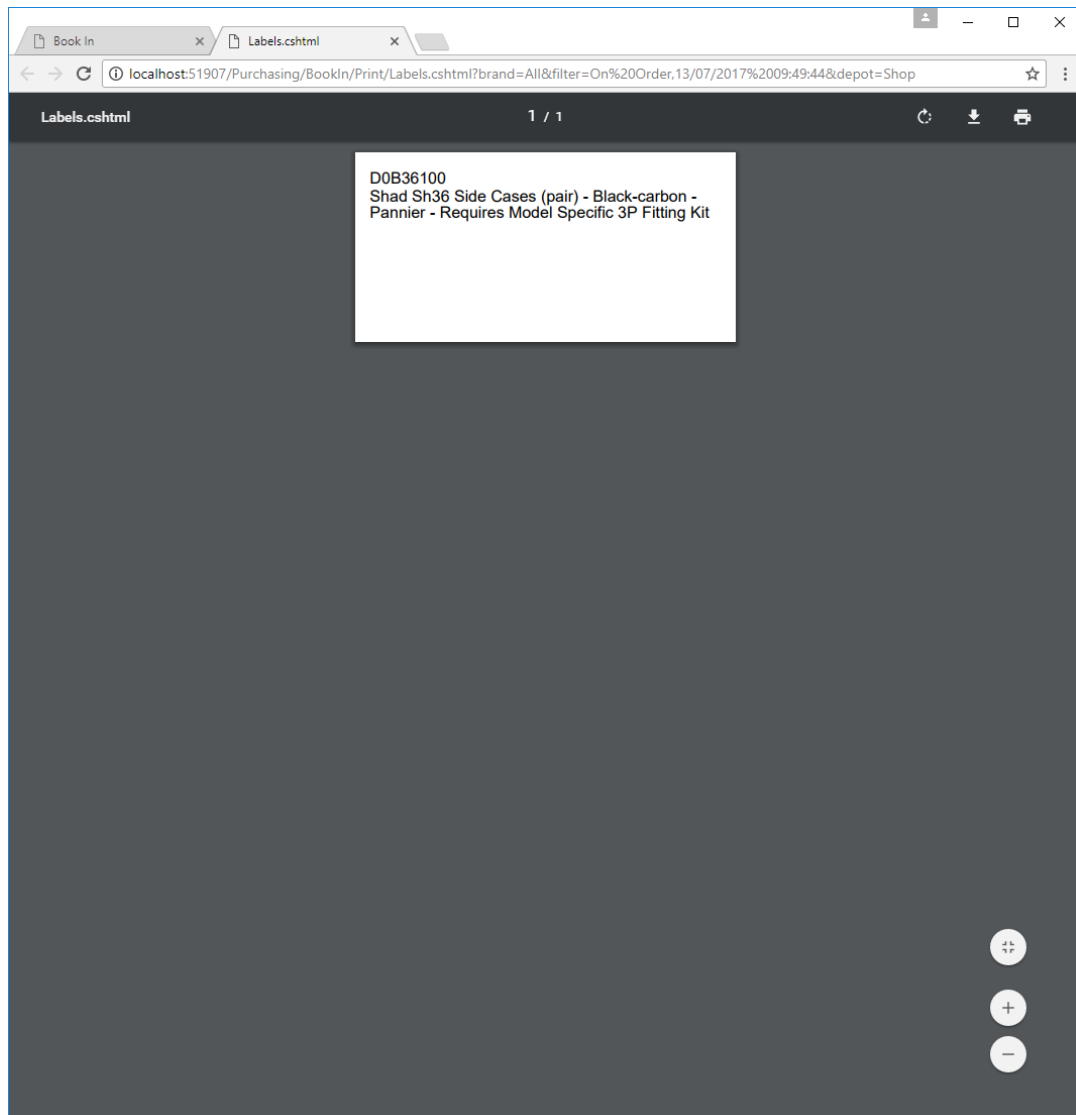 Book In
Labels.cshtml
localhost:51907/Purchasing/BookIn/Print/Labels.cshtml?brand=All&filter=On%20Order,13/07/2017%2009:49:44&depot=Shop
Labels.cshtml 1 / 1
D0B36100
Shad Sh36 Side Cases (pair) - Black-carbon -
Pannier - Requires Model Specific 3P Fitting Kit